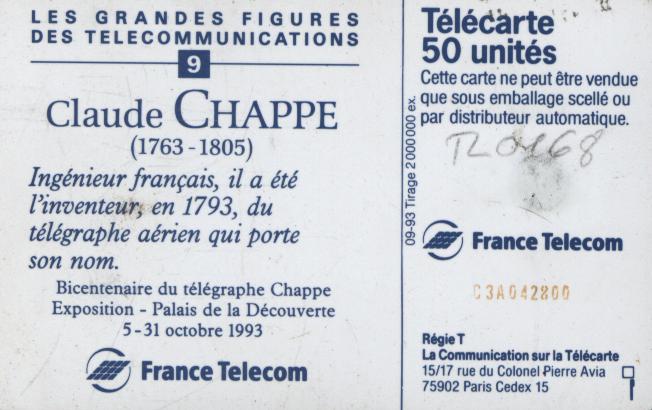 LES GRANDES FIGURES
DES TELECOMMUNICATIONS
9
Claude CHAPPE
(1763-1805)
Ingénieur français, il a été
l'inventeur, en 1793, du
télégraphe aérien qui porte
son nom.
Bicentenaire du télégraphe Chappe
Exposition - Palais de la Découverte
5-31 octobre 1993
France Telecom
09-93 Tirage 2 000 000 ex.
Télécarte
50 unités
Cette carte ne peut être vendue
que sous emballage scellé ou
par distributeur automatique.
France Telecom
C3A042800
Régie T
La Communication sur la Télécarte
15/17 rue du Colonel Pierre Avia
75902 Paris Cedex 15